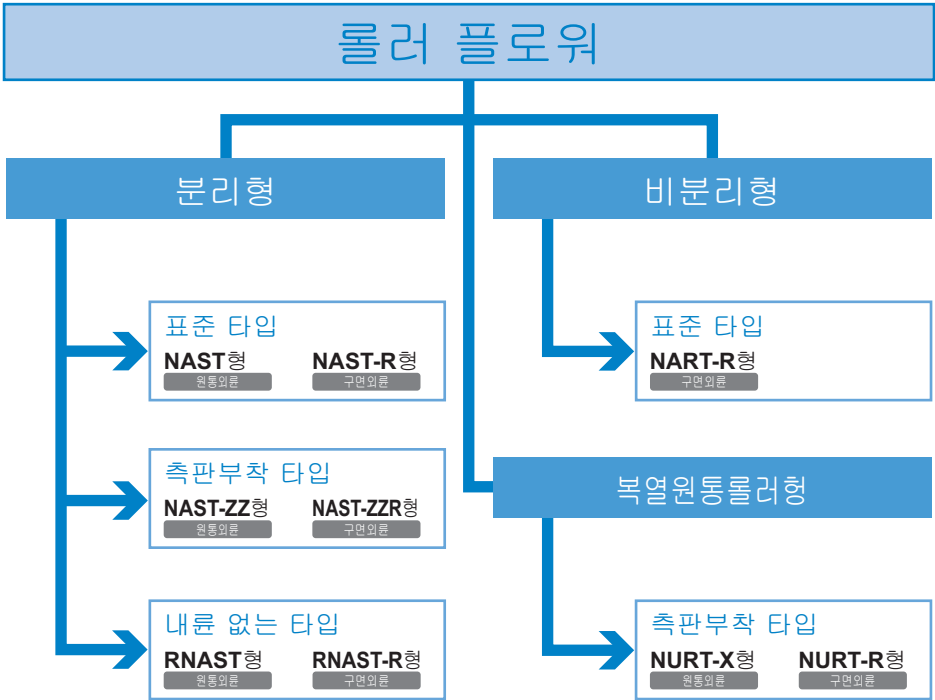 롤러 플로워
분리형
표준 타입
NAST형 NAST-R형
원통외륜 구면외륜
측판부착 타입
NAST-ZZ형 NAST-ZZR형
원통외륜 구면외륜
내륜 없는 타입
RNAST형 RNAST-R형
원통외륜 구면외륜
비분리형
표준 타입
NART-R형
구면외륜
복열원통롤러헝
측판부착 타입
NURT-X형 NURT-R형
원통외륜 구면외륜